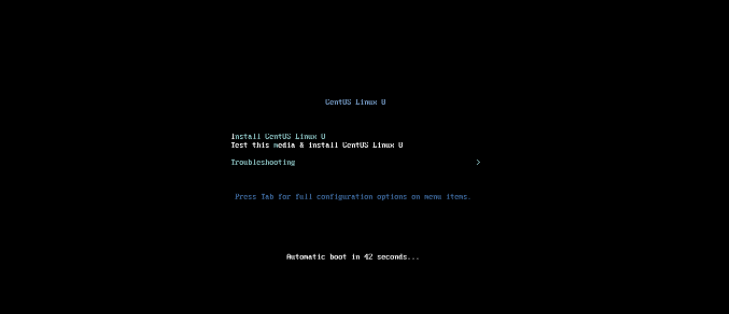 CentOS Linux 8
Install CentOS Linux 8
Test this media & install CentOS Linux 8
Troubleshooting >
Press Tab for full configuration options on menu items.
Automatic boot in 42 seconds...